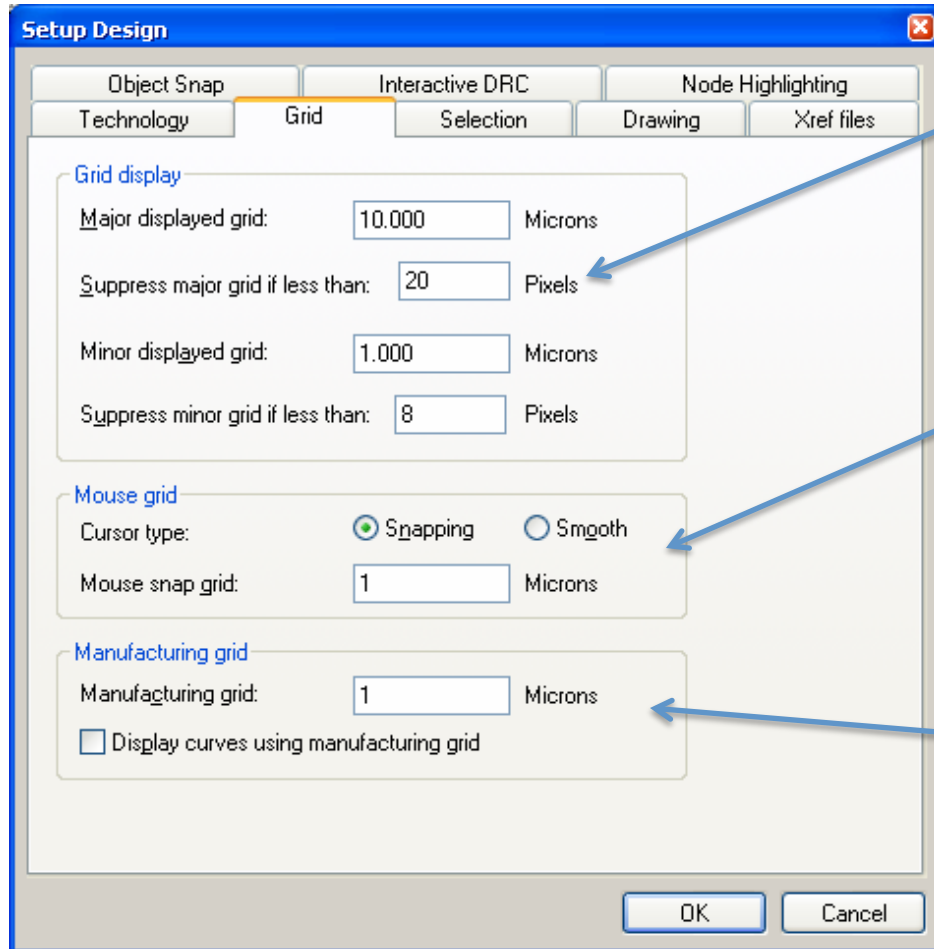 Setup Design
Object Snap Interactive DRC Node Highlighting
Technology Grid Selection Drawing Xref files
Grid display
Major displayed grid: 10.000 Microns
Suppress major grid if less than: 20 Pixels
Minor displayed grid: 1.000 Microns
Suppress minor grid if less than: 8 Pixels
Mouse grid
Cursor type: Snapping Smooth
Mouse snap grid: 1 Microns
Manufacturing grid
Manufacturing grid: 1 Microns
Display curves using manufacturing grid
OK Cancel